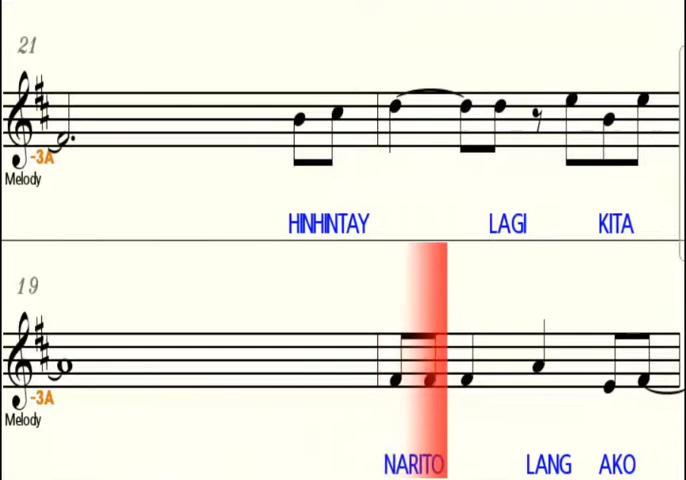 21
-3A
Melody
HINHINTAY LAGI KITA
19
-3A
Melody
NARITO LANG AKO